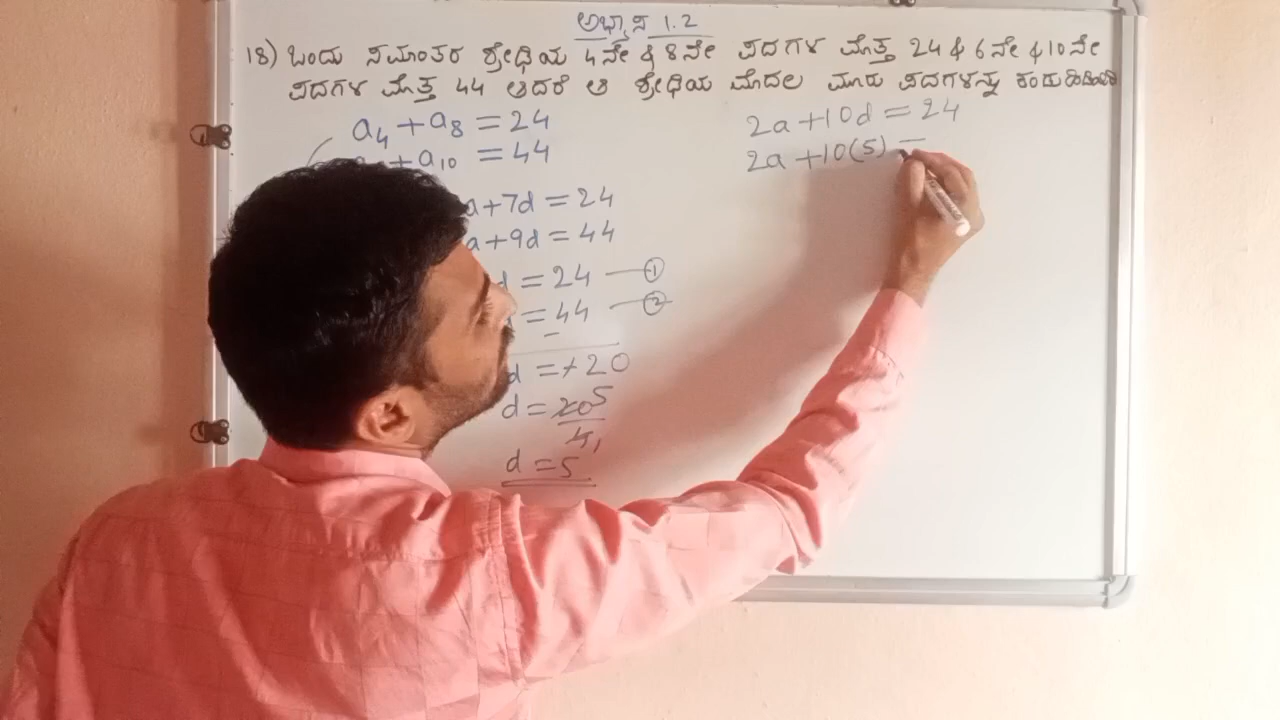 ಅಭ್ಯಾಸ 1.2
18) ಒಂದು ಸಮಾಂತರ ಶ್ರೇಢಿಯ 4ನೇ & 8ನೇ ಪದಗಳ ಮೊತ್ತ 24 & 6ನೇ & 10ನೇ
ಪದಗಳ ಮೊತ್ತ 44 ಆದರೆ ಆ ಶ್ರೇಢಿಯ ಮೊದಲ ಮೂರು ಪದಗಳನ್ನು ಕಂಡುಹಿಡಿಯಿರಿ
a₄ + a₈ = 24
+ a₁₀ = 44
a + 7d = 24
a + 9d = 44
d = 24 — ①
= 44 — ②
−
d = + 20
d = 20 5
4 1
d = 5
2a + 10d = 24
2a + 10(5) =